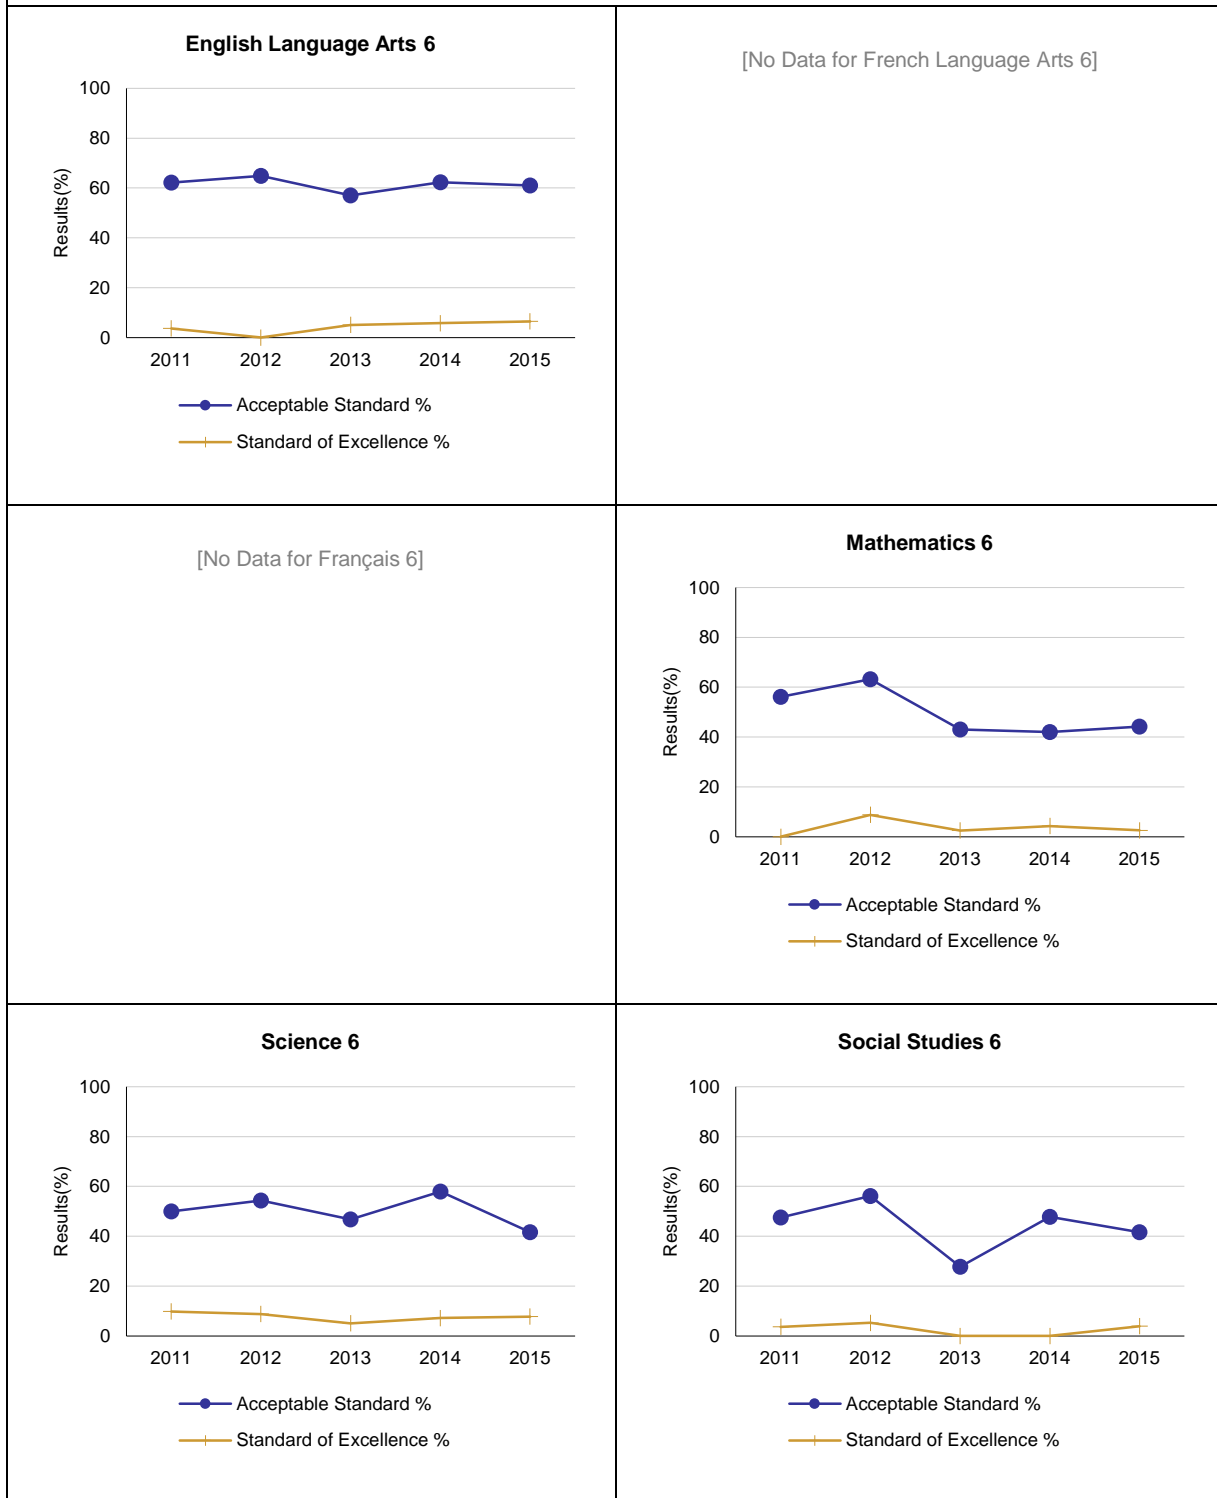 English Language Arts 6
Results(%)
100
80
60
40
20
0
2011 2012 2013 2014 2015
Acceptable Standard %
Standard of Excellence %
[No Data for French Language Arts 6]
[No Data for Français 6]
Mathematics 6
Results(%)
100
80
60
40
20
0
2011 2012 2013 2014 2015
Acceptable Standard %
Standard of Excellence %
Science 6
Results(%)
100
80
60
40
20
0
2011 2012 2013 2014 2015
Acceptable Standard %
Standard of Excellence %
Social Studies 6
Results(%)
100
80
60
40
20
0
2011 2012 2013 2014 2015
Acceptable Standard %
Standard of Excellence %